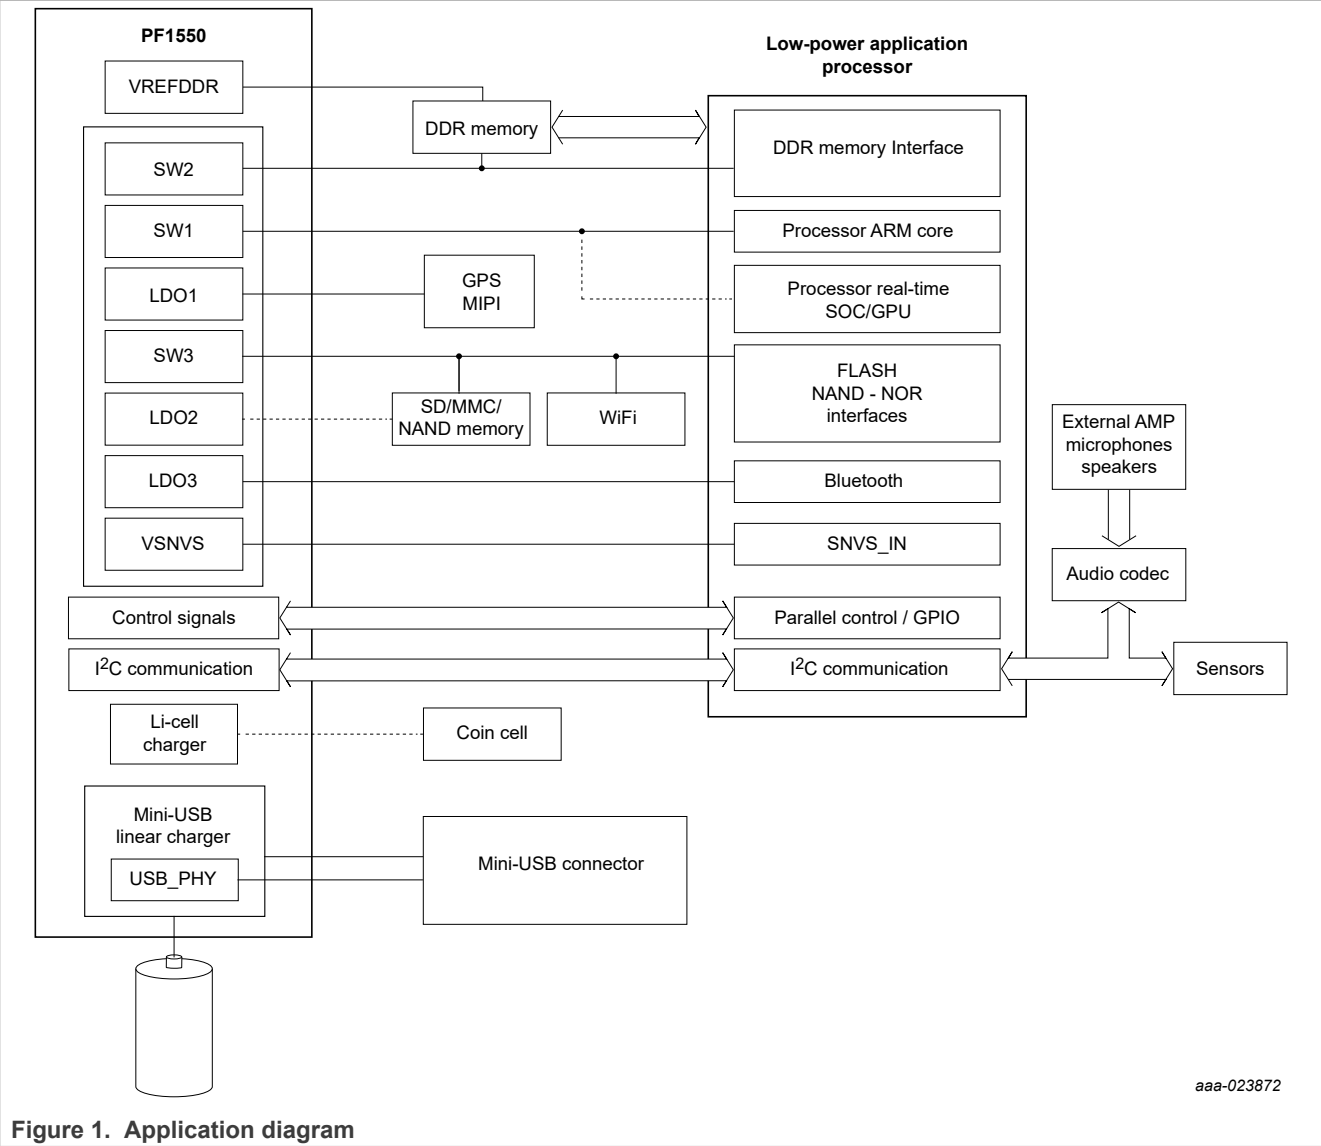 PF1550
Low-power application
processor
VREFDDR
DDR memory
DDR memory Interface
SW2
SW1
Processor ARM core
LDO1
GPS
MIPI
Processor real-time
SOC/GPU
SW3
FLASH
NAND - NOR
interfaces
LDO2
SD/MMC/
NAND memory
WiFi
External AMP
microphones
speakers
LDO3
Bluetooth
VSNVS
SNVS_IN
Audio codec
Control signals
Parallel control / GPIO
I2C communication
I2C communication
Sensors
Li-cell
charger
Coin cell
Mini-USB
linear charger
USB_PHY
Mini-USB connector
aaa-023872
Figure 1. Application diagram